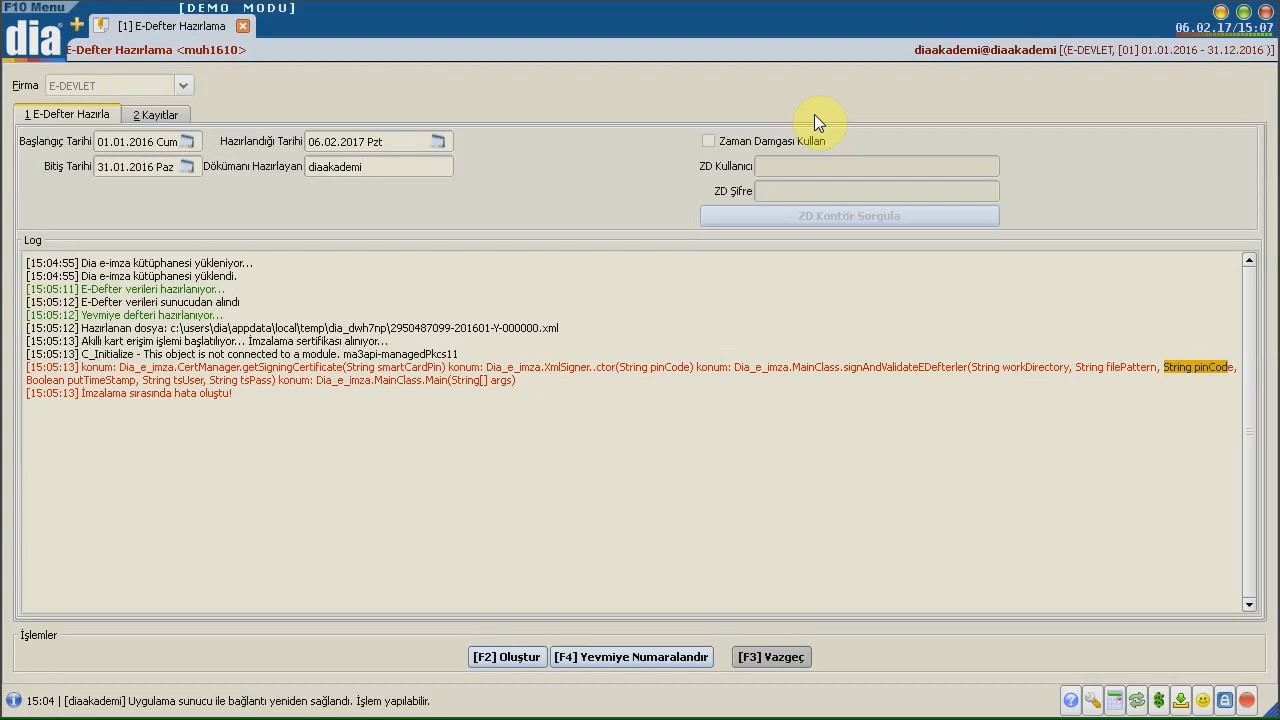 F10 Menu
[DEMO MODU]
dia
[1] E-Defter Hazırlama
06.02.17/15:07
E-Defter Hazırlama <muh1610>
diaakademi@diaakademi [(E-DEVLET, [01] 01.01.2016 - 31.12.2016 )]
Firma E-DEVLET
1 E-Defter Hazırla 2 Kayıtlar
Başlangıç Tarihi 01.01.2016 Cum Hazırlandığı Tarihi 06.02.2017 Pzt Zaman Damgası Kullan
Bitiş Tarihi 31.01.2016 Paz Dökümanı Hazırlayan diaakademi ZD Kullanıcı
ZD Şifre
ZD Kontör Sorgula
Log
[15:04:55] Dia e-imza kütüphanesi yükleniyor...
[15:04:55] Dia e-imza kütüphanesi yüklendi.
[15:05:11] E-Defter verileri hazırlanıyor...
[15:05:12] E-Defter verileri sunucudan alındı
[15:05:12] Yevmiye defteri hazırlanıyor...
[15:05:12] Hazırlanan dosya: c:\users\dia\appdata\local\temp\dia_dwh7np\2950487099-201601-Y-000000.xml
[15:05:13] Akıllı kart erişim işlemi başlatılıyor... İmzalama sertifikası alınıyor...
[15:05:13] C_Initialize - This object is not connected to a module. ma3api-managedPkcs11
[15:05:13] konum: Dia_e_imza.CertManager.getSigningCertificate(String smartCardPin) konum: Dia_e_imza.XmlSigner..ctor(String pinCode) konum: Dia_e_imza.MainClass.signAndValidateEDefterler(String workDirectory, String filePattern, String pinCode,
Boolean putTimeStamp, String tsUser, String tsPass) konum: Dia_e_imza.MainClass.Main(String[] args)
[15:05:13] İmzalama sırasında hata oluştu!
İşlemler
[F2] Oluştur [F4] Yevmiye Numaralandır [F3] Vazgeç
15:04 | [diaakademi] Uygulama sunucu ile bağlantı yeniden sağlandı. İşlem yapılabilir.